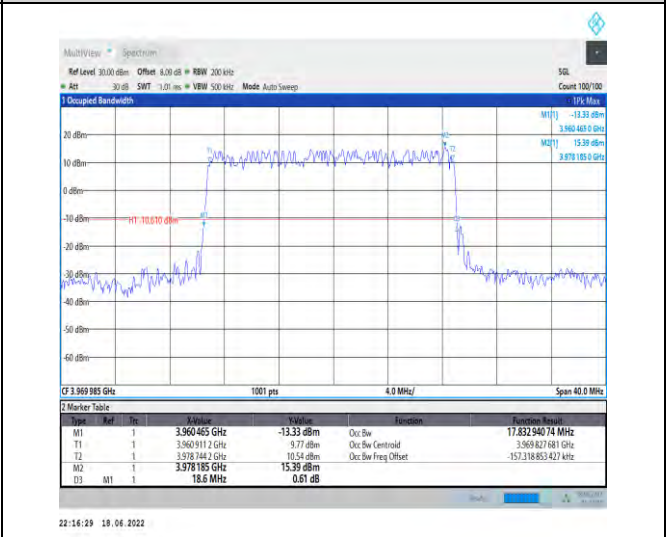 MultiView Spectrum
Ref Level 30.00 dBm Offset 8.09 dB RBW 200 kHz SGL
Att 30 dB SWT 1.01 ms VBW 500 kHz Mode Auto Sweep Count 100/100
1 Occupied Bandwidth 1Pk Max
M1[1] -13.33 dBm
3.960 465 0 GHz
M2[1] 15.39 dBm
3.978 185 0 GHz
20 dBm
M2
T1
T2
10 dBm
0 dBm
-10 dBm
H1 -10.610 dBm
M1
D3
-20 dBm
-30 dBm
-40 dBm
-50 dBm
-60 dBm
CF 3.969 985 GHz 1001 pts 4.0 MHz/ Span 40.0 MHz
2 Marker Table
Type Ref Trc X-Value Y-Value Function Function Result
M1 1 3.960 465 GHz -13.33 dBm Occ Bw 17.832 940 74 MHz
T1 1 3.960 911 2 GHz 9.77 dBm Occ Bw Centroid 3.969 827 681 GHz
T2 1 3.978 744 2 GHz 10.54 dBm Occ Bw Freq Offset -157.318 853 427 kHz
M2 1 3.978 185 GHz 15.39 dBm
D3 M1 1 18.6 MHz 0.61 dB
22:16:29 18.06.2022